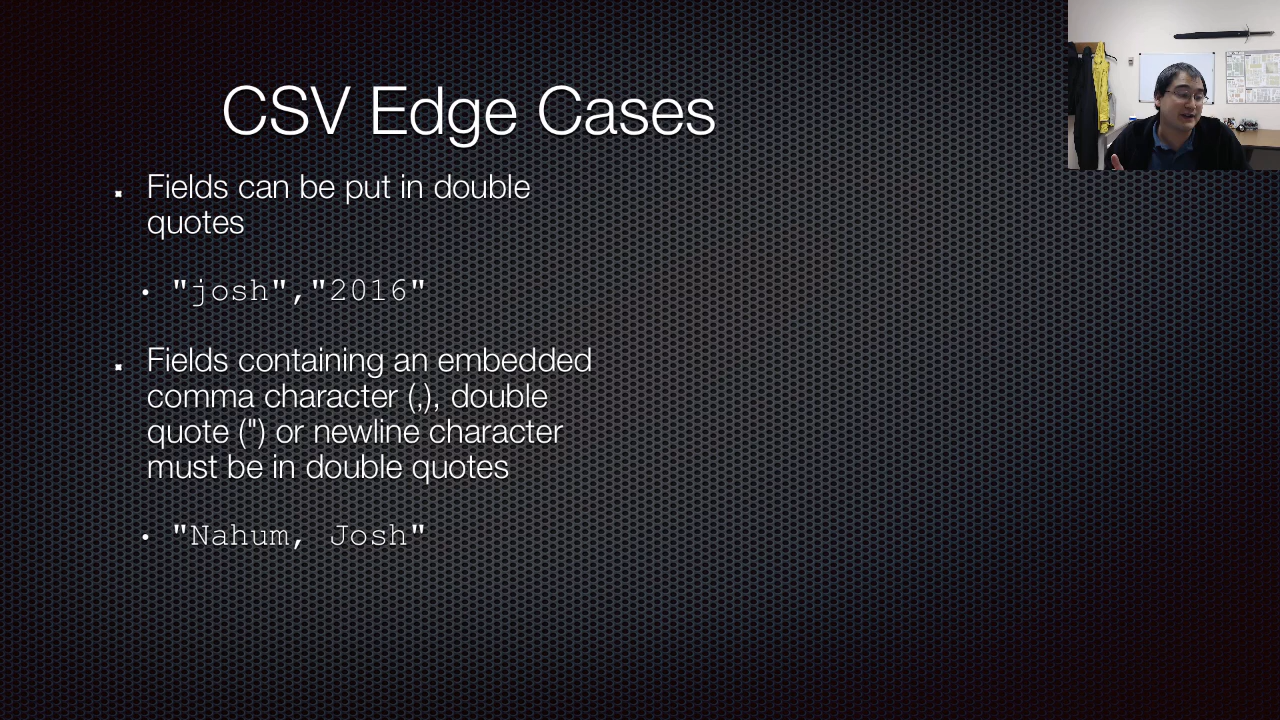 CSV Edge Cases
Fields can be put in double
quotes
"josh","2016"
Fields containing an embedded
comma character (,), double
quote (") or newline character
must be in double quotes
"Nahum, Josh"